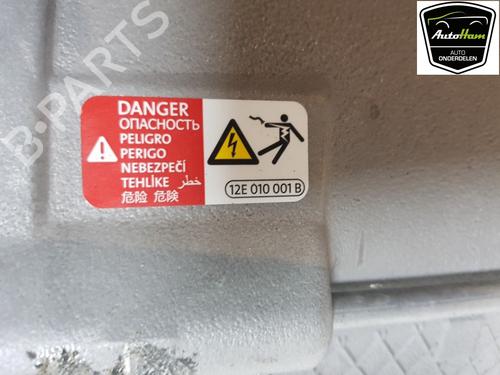 AutoHam
AUTO
ONDERDELEN
B-PARTS
DANGER
ОПАСНОСТЬ
PELIGRO
PERIGO
NEBEZPEČÍ
TEHLİKE خطر
危险 危険
12E 010 001 B